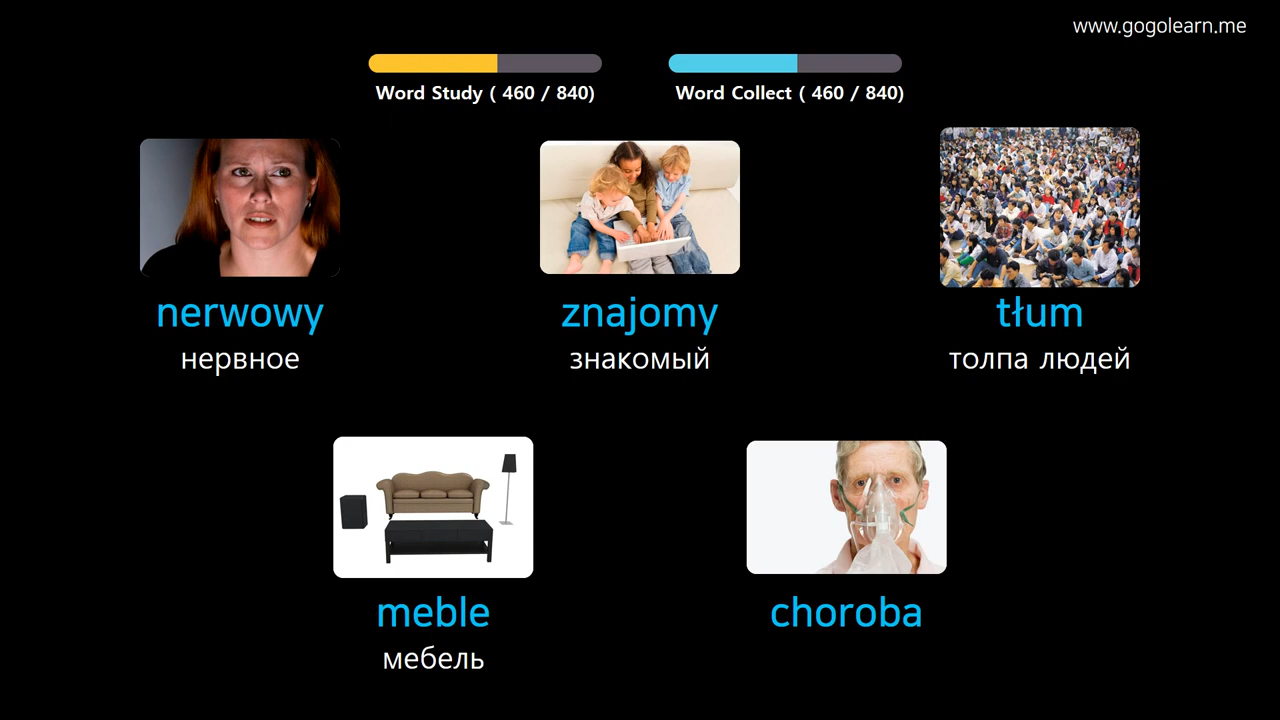 www.gogolearn.me
Word Study ( 460 / 840)
Word Collect ( 460 / 840)
nerwowy
нервное
znajomy
знакомый
tłum
толпа людей
meble
мебель
choroba